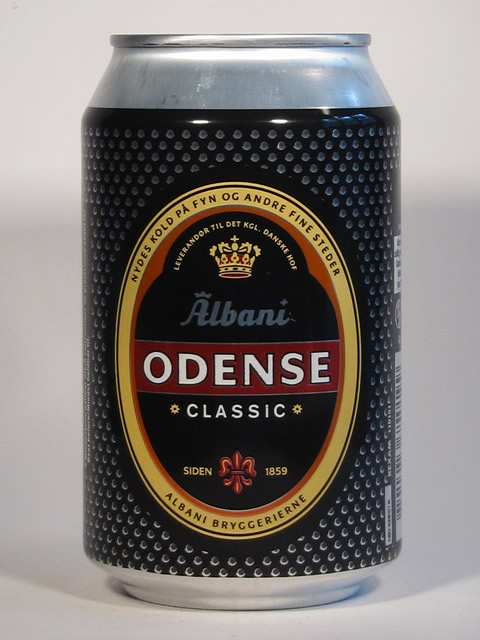 NYDES KOLD PÅ FYN OG ANDRE FINE STEDER
LEVERANDØR TIL DET KGL. DANSKE HOF
Albani
ODENSE
CLASSIC
SIDEN 1859
ALBANI BRYGGERIERNE